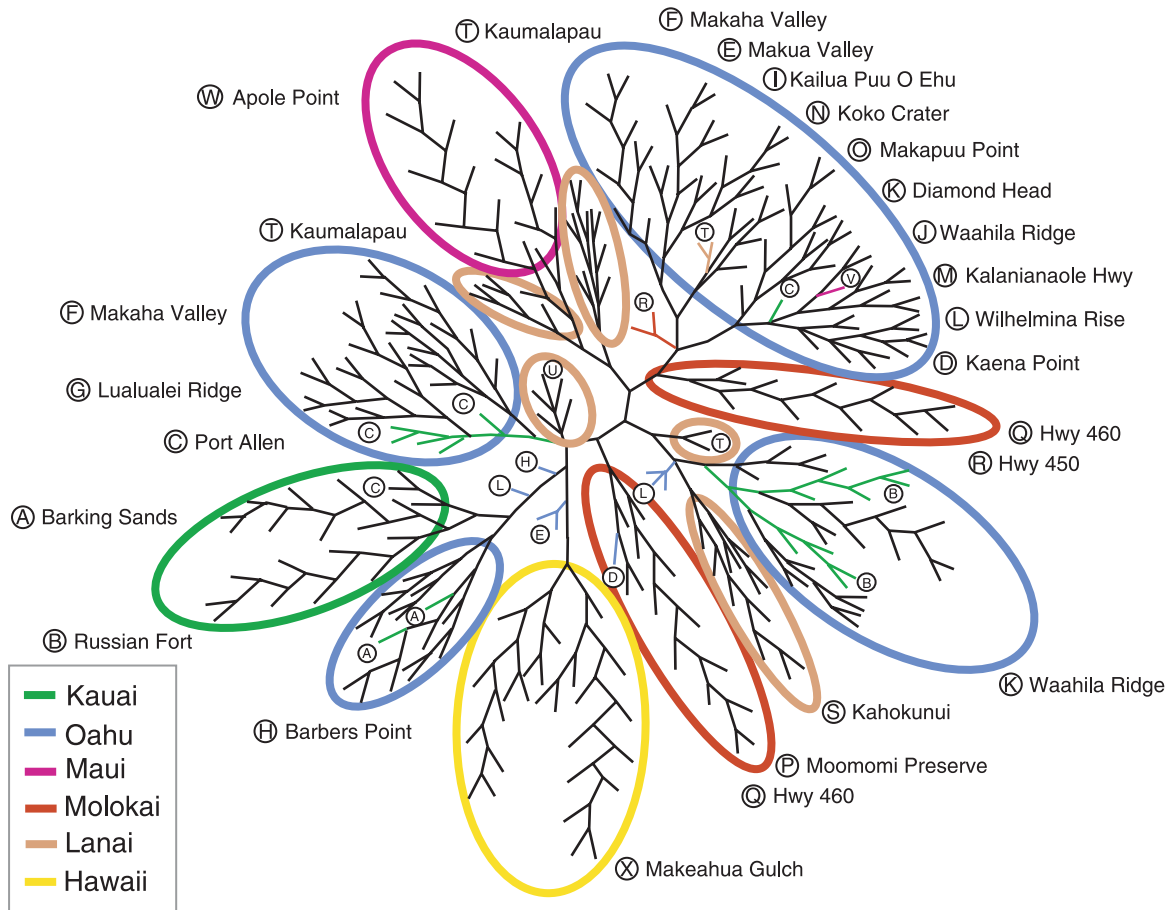 Ⓕ Makaha Valley
Ⓣ Kaumalapau
Ⓔ Makua Valley
Ⓘ Kailua Puu O Ehu
Ⓦ Apole Point
Ⓝ Koko Crater
Ⓞ Makapuu Point
Ⓚ Diamond Head
Ⓣ Kaumalapau
Ⓣ
Ⓙ Waahila Ridge
Ⓒ
Ⓥ
Ⓜ Kalanianaole Hwy
Ⓡ
Ⓕ Makaha Valley
Ⓛ Wilhelmina Rise
Ⓓ Kaena Point
Ⓤ
Ⓖ Lualualei Ridge
Ⓒ
Ⓒ
Ⓒ Port Allen
Ⓣ
Ⓠ Hwy 460
Ⓡ Hwy 450
Ⓗ
Ⓛ
Ⓒ
Ⓛ
Ⓑ
Ⓐ Barking Sands
Ⓔ
Ⓓ
Ⓑ
Ⓐ
Ⓐ
Ⓑ Russian Fort
Ⓚ Waahila Ridge
Ⓢ Kahokunui
Ⓗ Barbers Point
Ⓟ Moomomi Preserve
Ⓠ Hwy 460
Ⓧ Makeahua Gulch
Kauai
Oahu
Maui
Molokai
Lanai
Hawaii